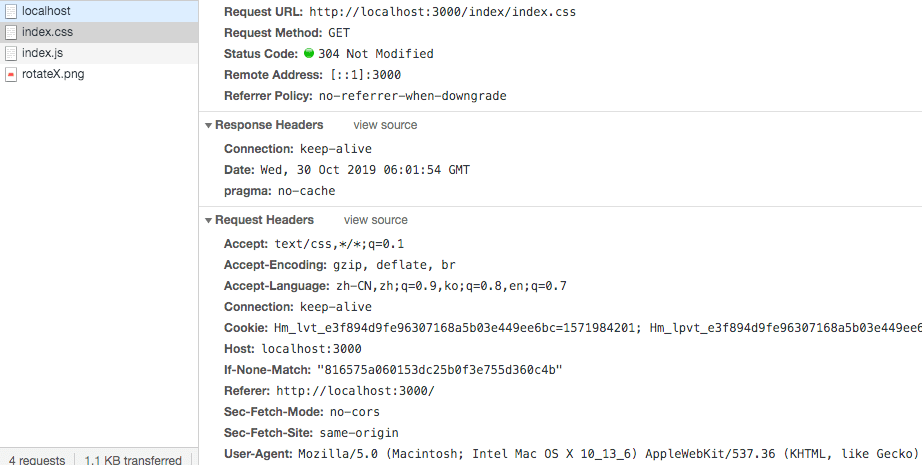 localhost
index.css
index.js
rotateX.png
4 requests 1.1 KB transferred
Request URL: http://localhost:3000/index/index.css
Request Method: GET
Status Code: 304 Not Modified
Remote Address: [::1]:3000
Referrer Policy: no-referrer-when-downgrade
Response Headers view source
Connection: keep-alive
Date: Wed, 30 Oct 2019 06:01:54 GMT
pragma: no-cache
Request Headers view source
Accept: text/css,*/*;q=0.1
Accept-Encoding: gzip, deflate, br
Accept-Language: zh-CN,zh;q=0.9,ko;q=0.8,en;q=0.7
Connection: keep-alive
Cookie: Hm_lvt_e3f894d9fe96307168a5b03e449ee6bc=1571984201; Hm_lpvt_e3f894d9fe96307168a5b03e449ee6
Host: localhost:3000
If-None-Match: "816575a060153dc25b0f3e755d360c4b"
Referer: http://localhost:3000/
Sec-Fetch-Mode: no-cors
Sec-Fetch-Site: same-origin
User-Agent: Mozilla/5.0 (Macintosh; Intel Mac OS X 10_13_6) AppleWebKit/537.36 (KHTML, like Gecko)